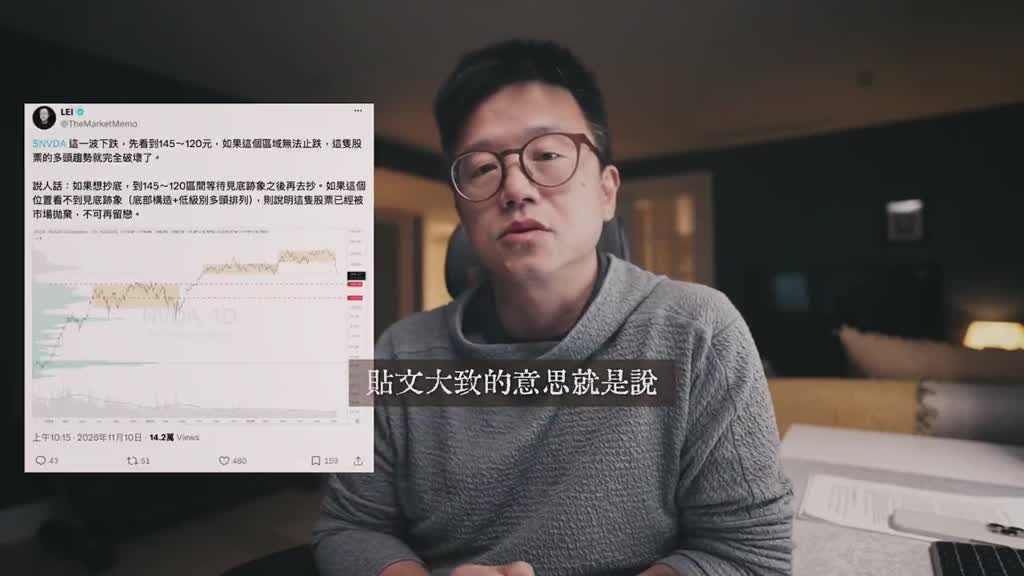 LEi
@TheMarketMemo
$NVDA 這一波下跌，先看到145～120元，如果這個區域無法止跌，這隻股
票的多頭趨勢就完全破壞了。
說人話：如果想抄底，到145～120區間等待見底跡象之後再去抄。如果這個
位置看不到見底跡象（底部構造+低級別多頭排列），則說明這隻股票已經被
市場拋棄，不可再留戀。
NVDA, 1D
上午10:15 · 2026年11月10日 · 14.2萬 Views
43 51 480 159
貼文大致的意思就是說